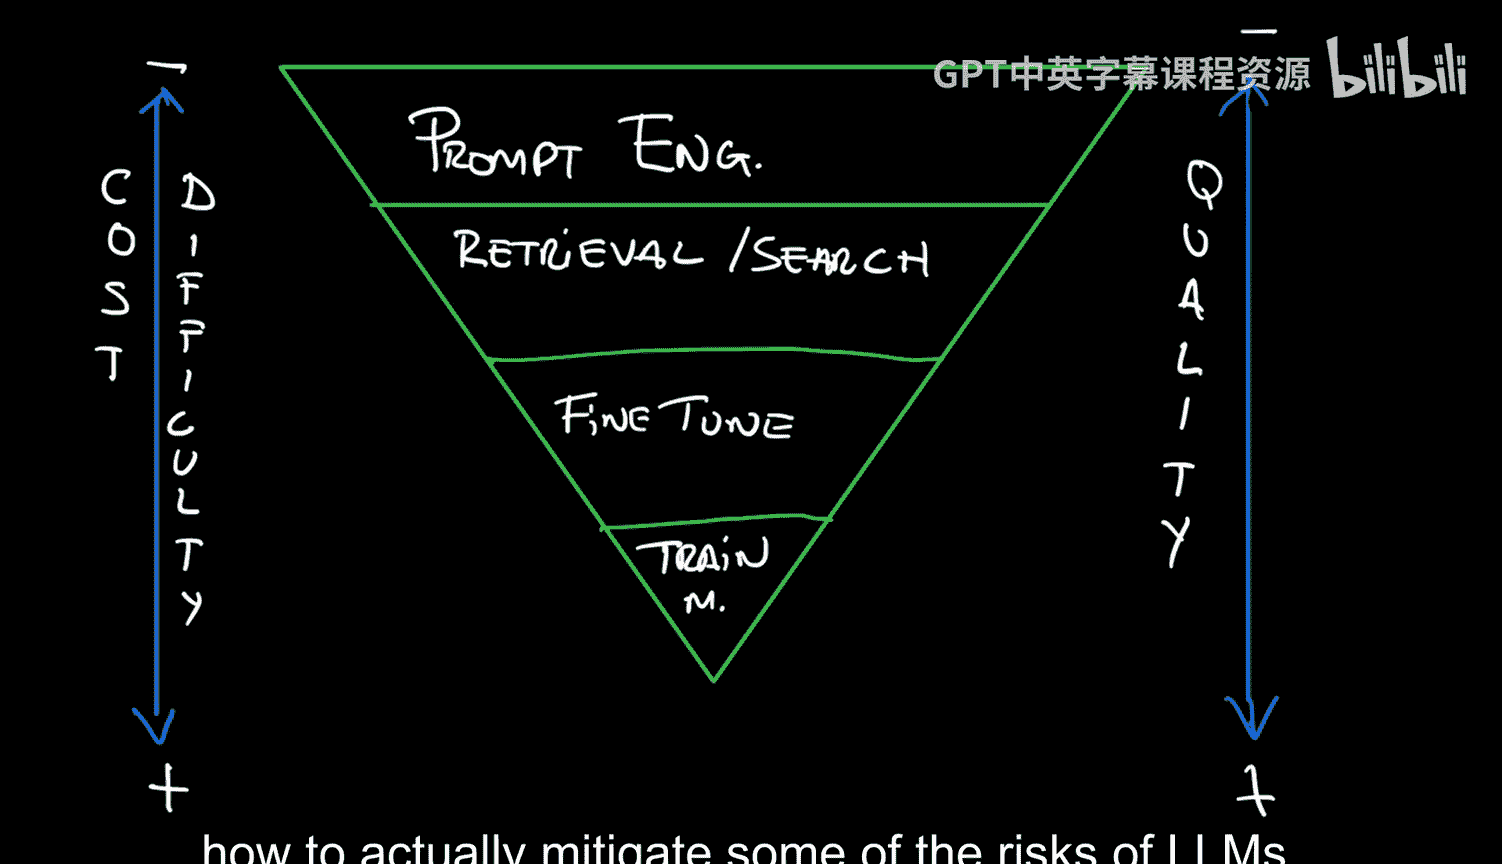 GPT中英字幕课程资源 bilibili
PROMPT ENG.
RETRIEVAL / SEARCH
FINE TUNE
TRAIN
M.
COST
DIFFICULTY
QUALITY
−
+
−
+
how to actually mitigate some of the risks of LLMs